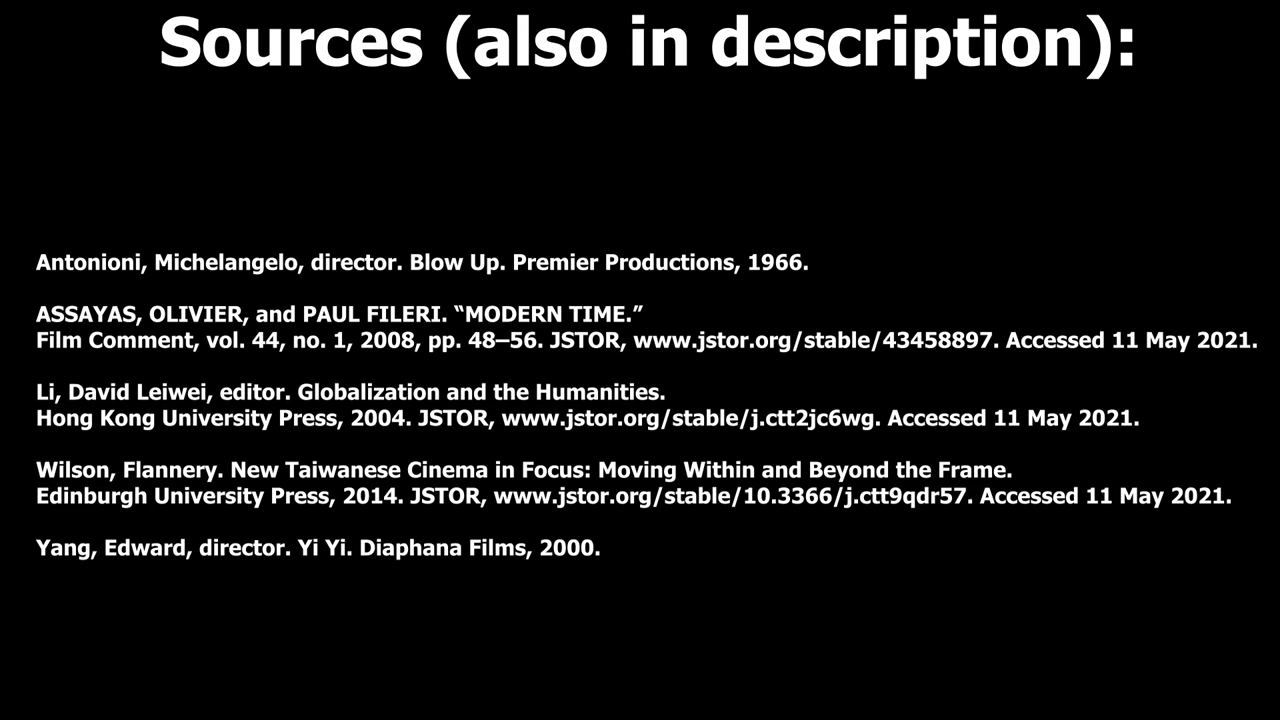 Sources (also in description):
Antonioni, Michelangelo, director. Blow Up. Premier Productions, 1966.
ASSAYAS, OLIVIER, and PAUL FILERI. “MODERN TIME.”
Film Comment, vol. 44, no. 1, 2008, pp. 48–56. JSTOR, www.jstor.org/stable/43458897. Accessed 11 May 2021.
Li, David Leiwei, editor. Globalization and the Humanities.
Hong Kong University Press, 2004. JSTOR, www.jstor.org/stable/j.ctt2jc6wg. Accessed 11 May 2021.
Wilson, Flannery. New Taiwanese Cinema in Focus: Moving Within and Beyond the Frame.
Edinburgh University Press, 2014. JSTOR, www.jstor.org/stable/10.3366/j.ctt9qdr57. Accessed 11 May 2021.
Yang, Edward, director. Yi Yi. Diaphana Films, 2000.